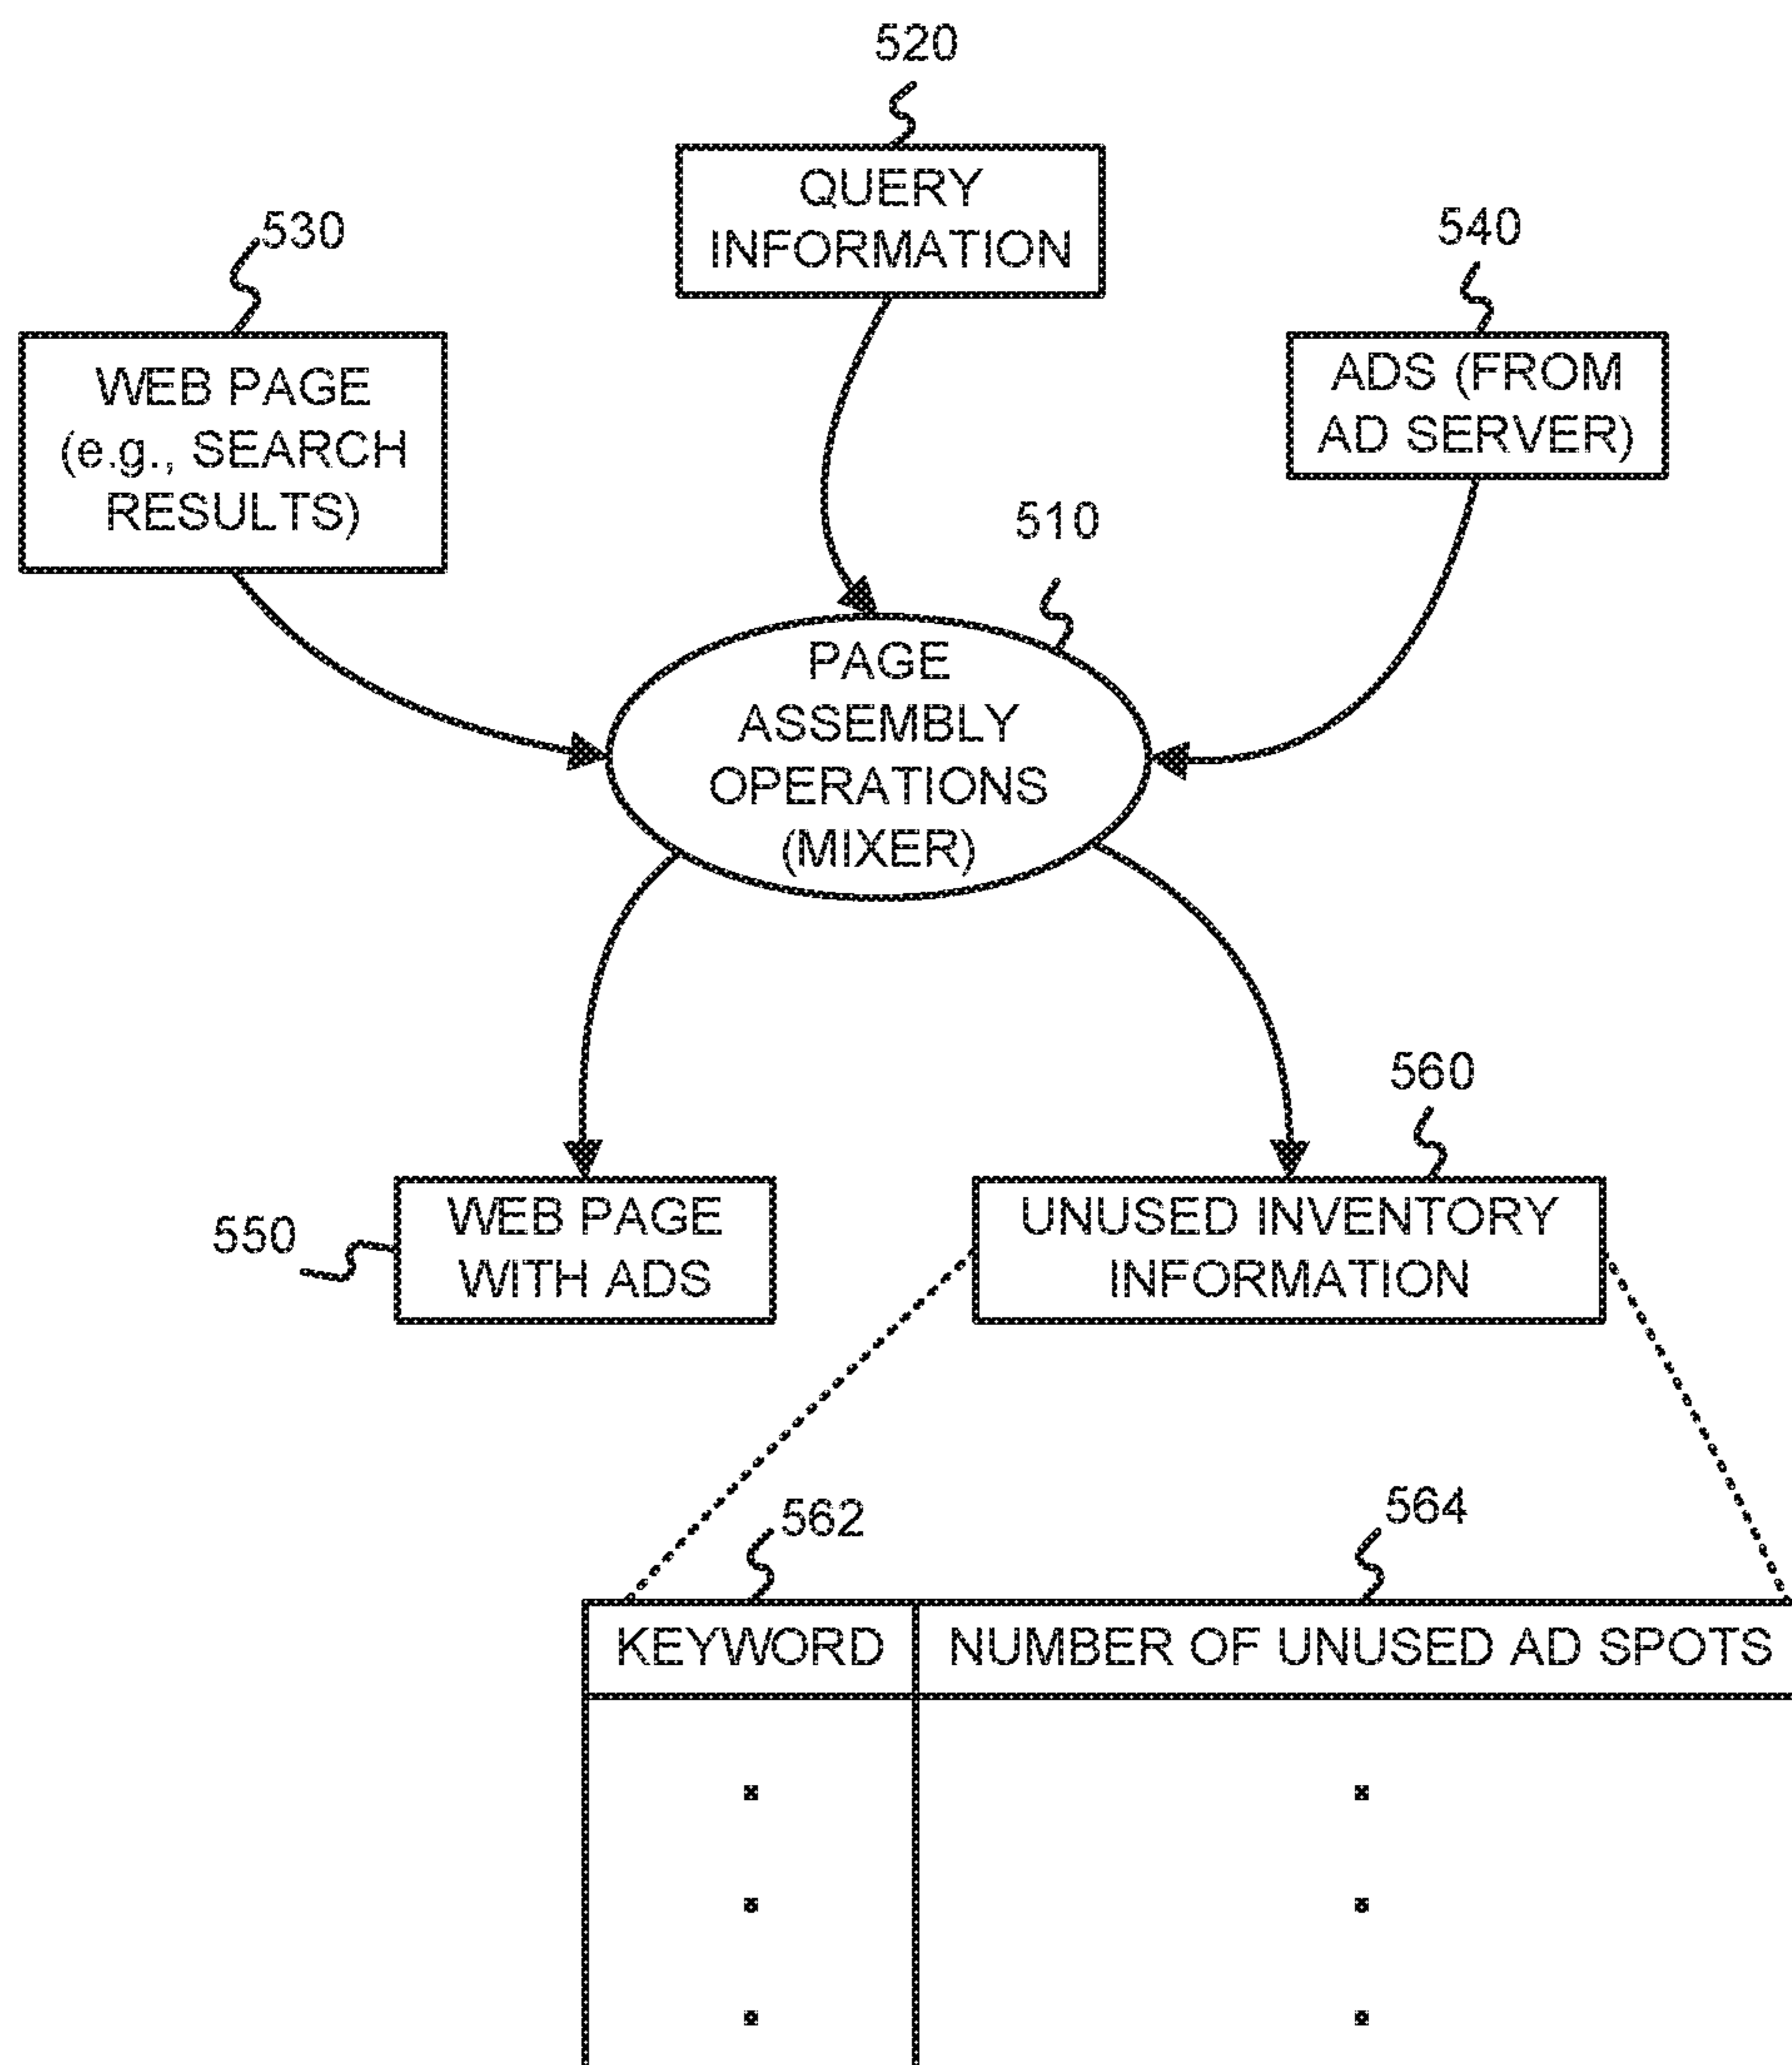 520
QUERY
INFORMATION
530
540
WEB PAGE
(e.g., SEARCH
RESULTS)
ADS (FROM
AD SERVER)
510
PAGE
ASSEMBLY
OPERATIONS
(MIXER)
560
550
WEB PAGE
WITH ADS
UNUSED INVENTORY
INFORMATION
562
564
KEYWORD
NUMBER OF UNUSED AD SPOTS